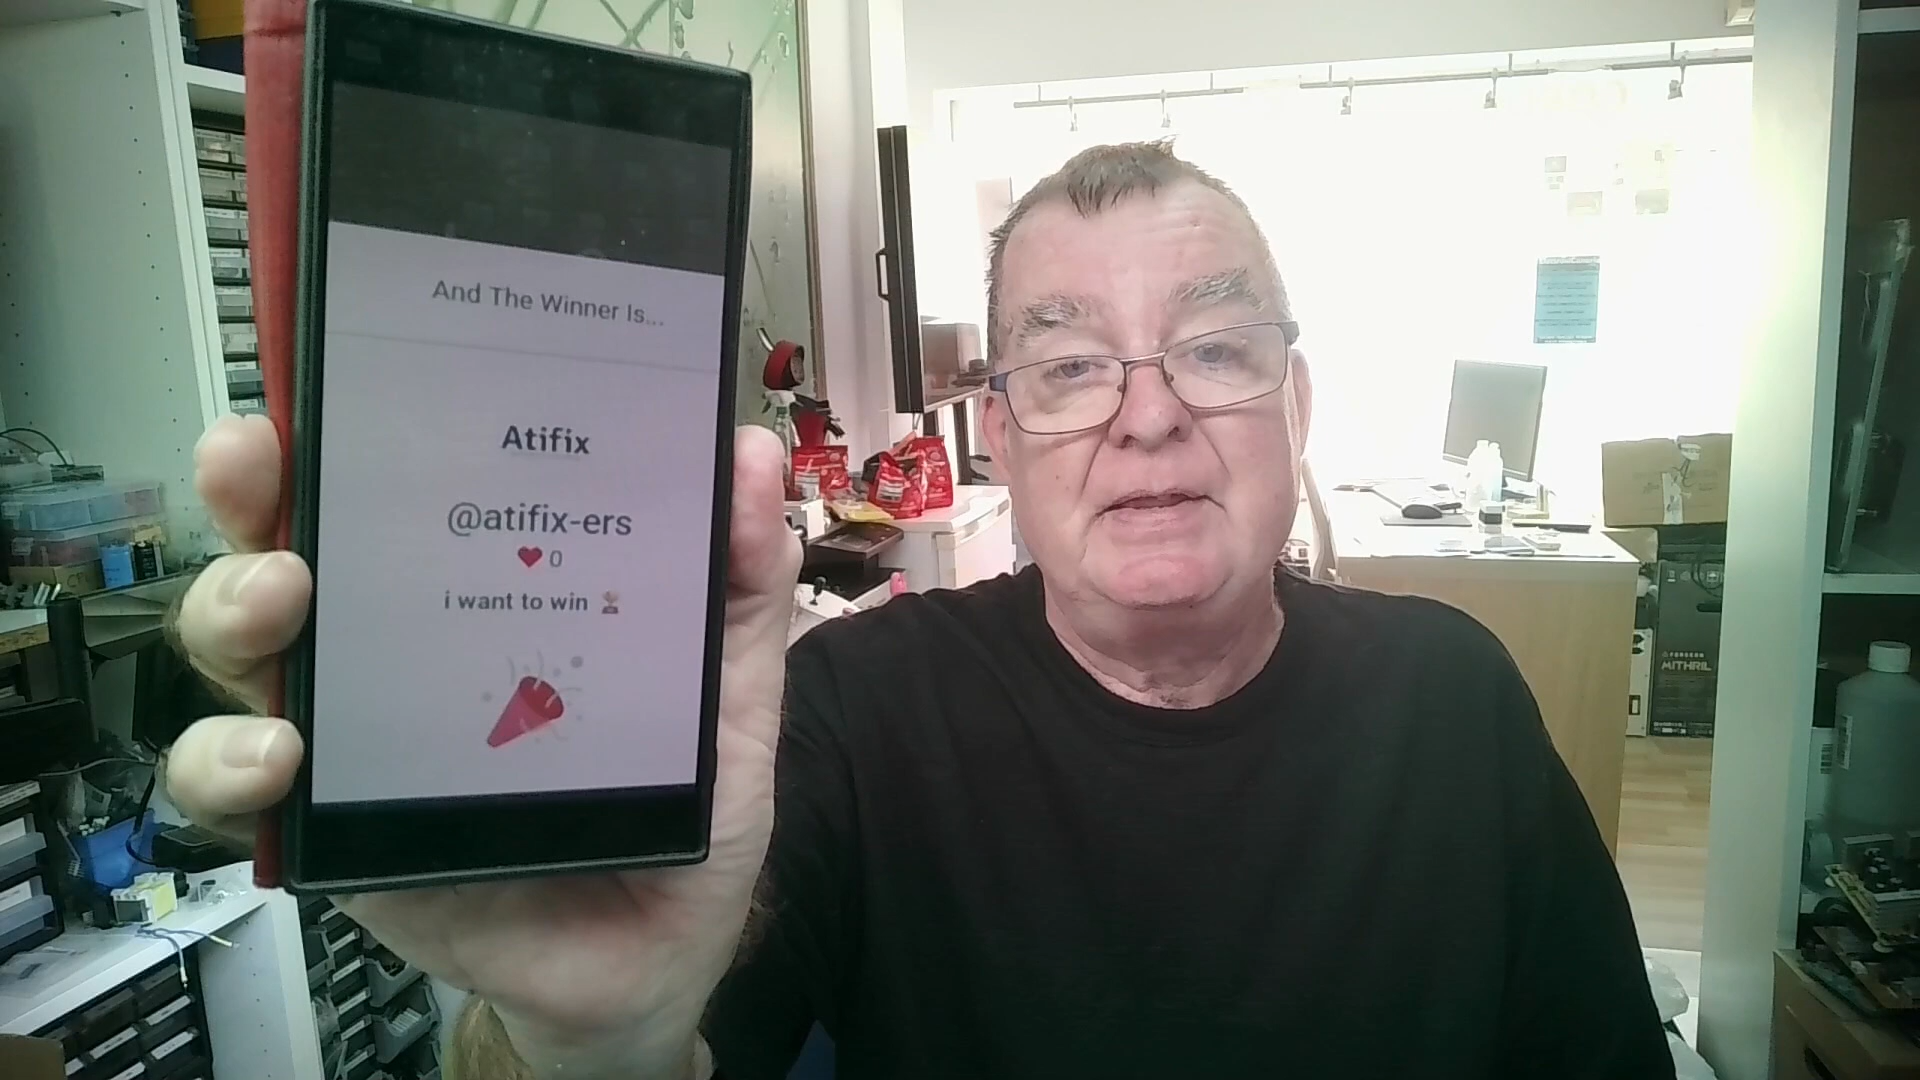 And The Winner Is...
Atifix
@atifix-ers
❤ 0
i want to win 🏆
MITHRIL